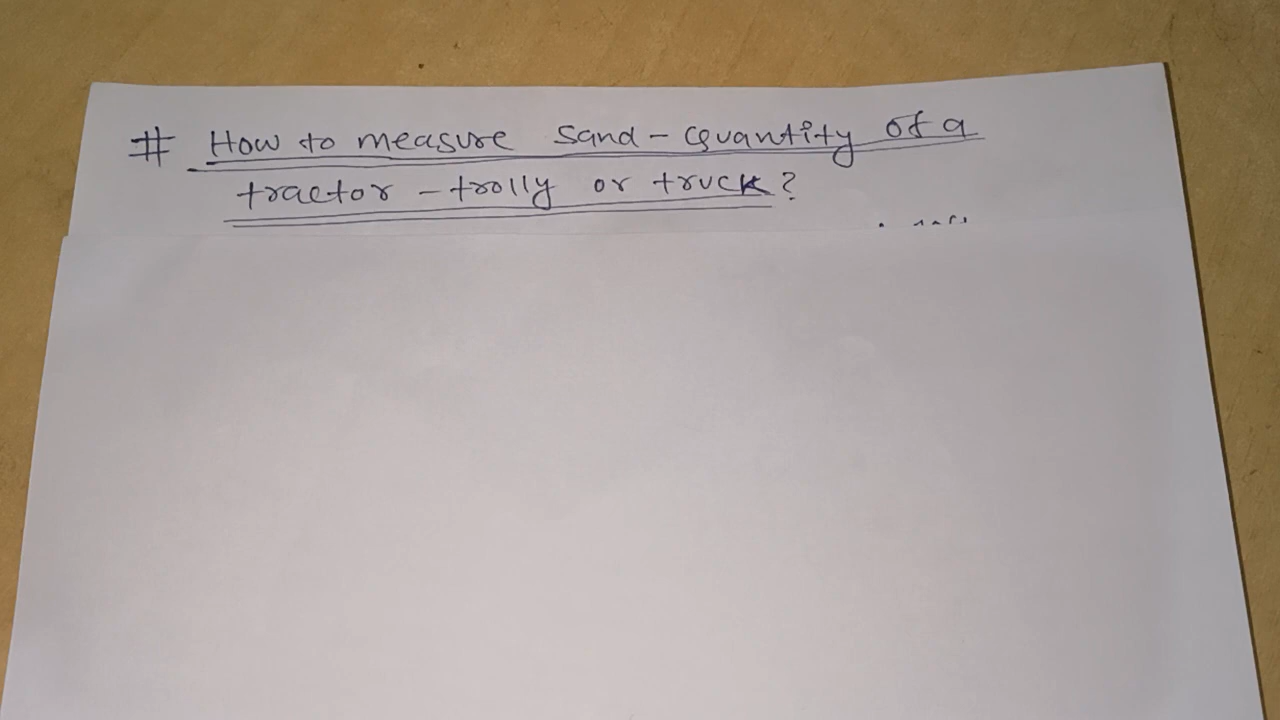 # How to measure sand - Quantity of a
tractor - trolly or truck?